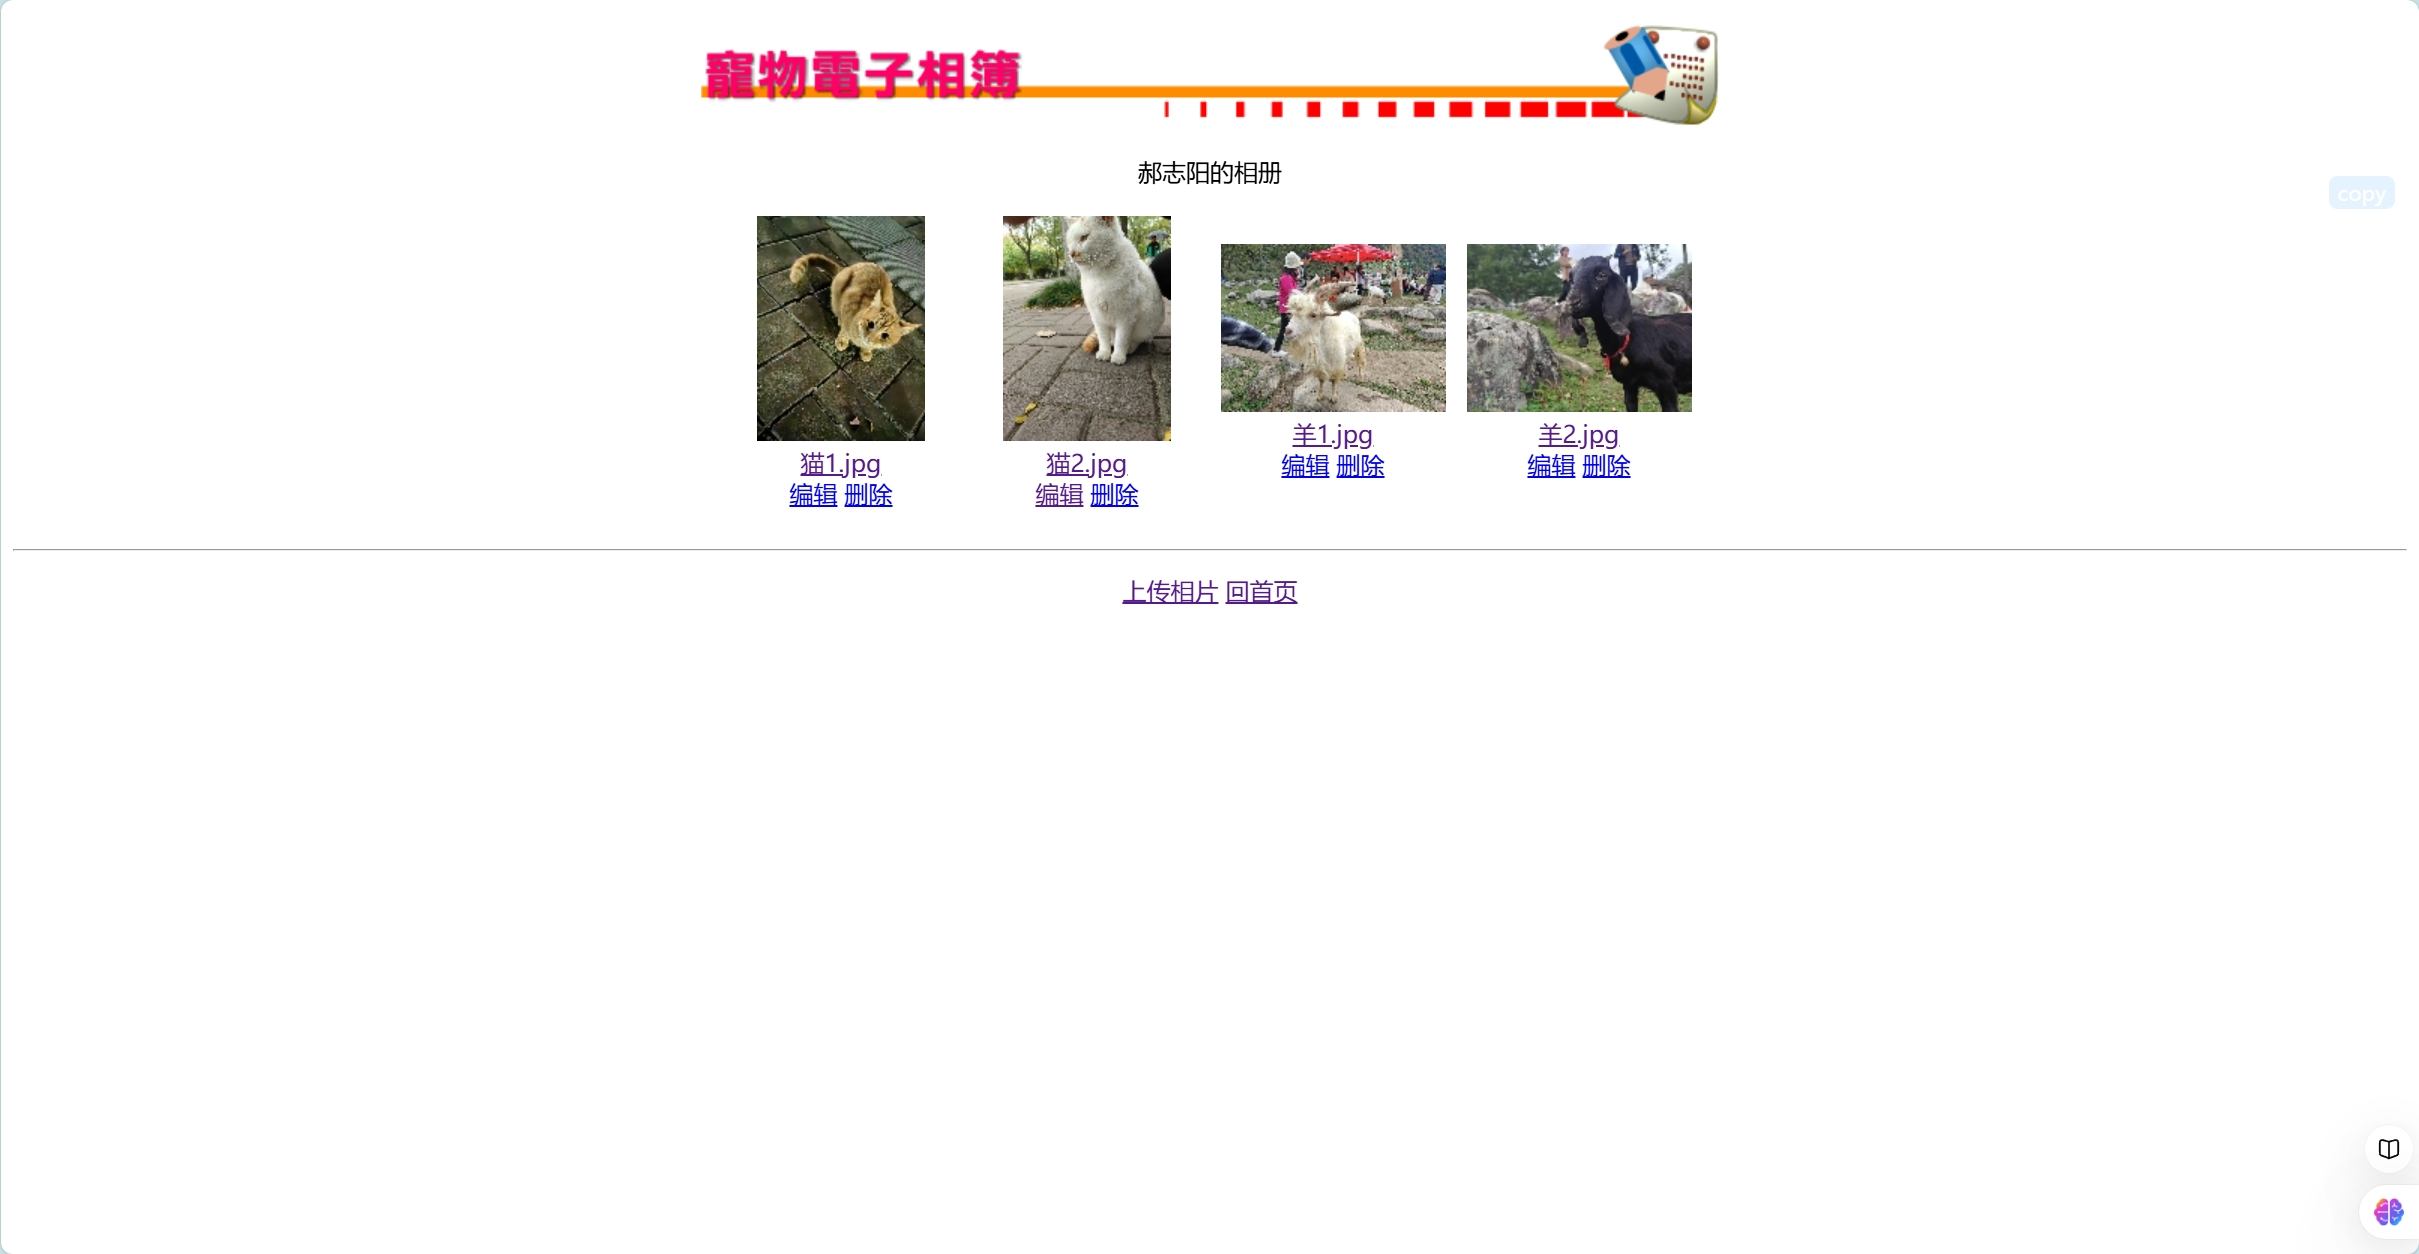 寵物電子相簿
郝志阳的相册
copy
猫1.jpg
编辑 删除
猫2.jpg
编辑 删除
羊1.jpg
编辑 删除
羊2.jpg
编辑 删除
上传相片 回首页